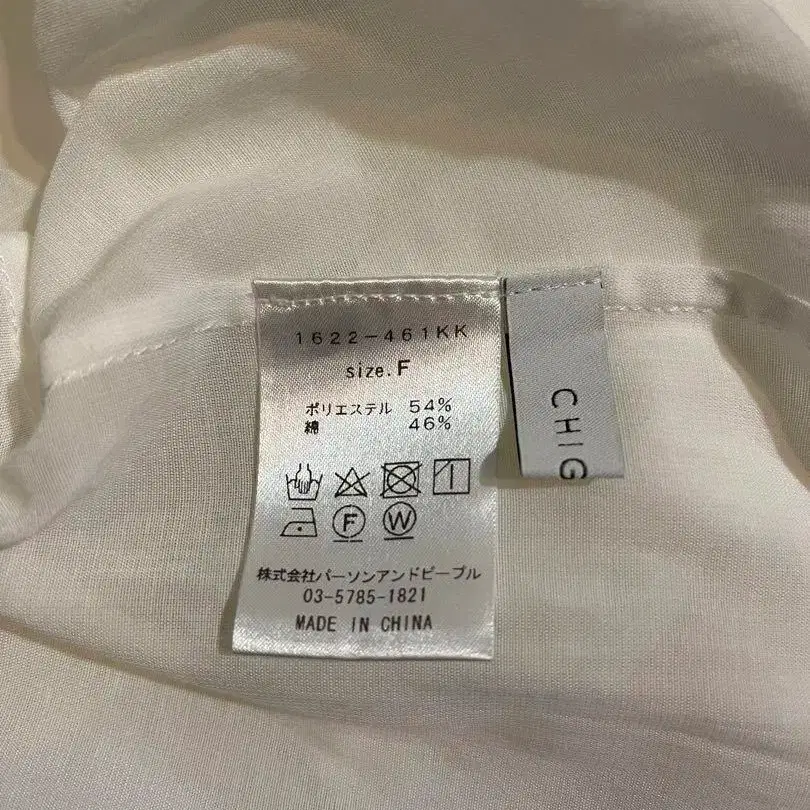 1622-461KK
size.F
ポリエステル 54%
綿 46%
F W
株式会社パーソンアンドピープル
03-5785-1821
MADE IN CHINA
CHIG